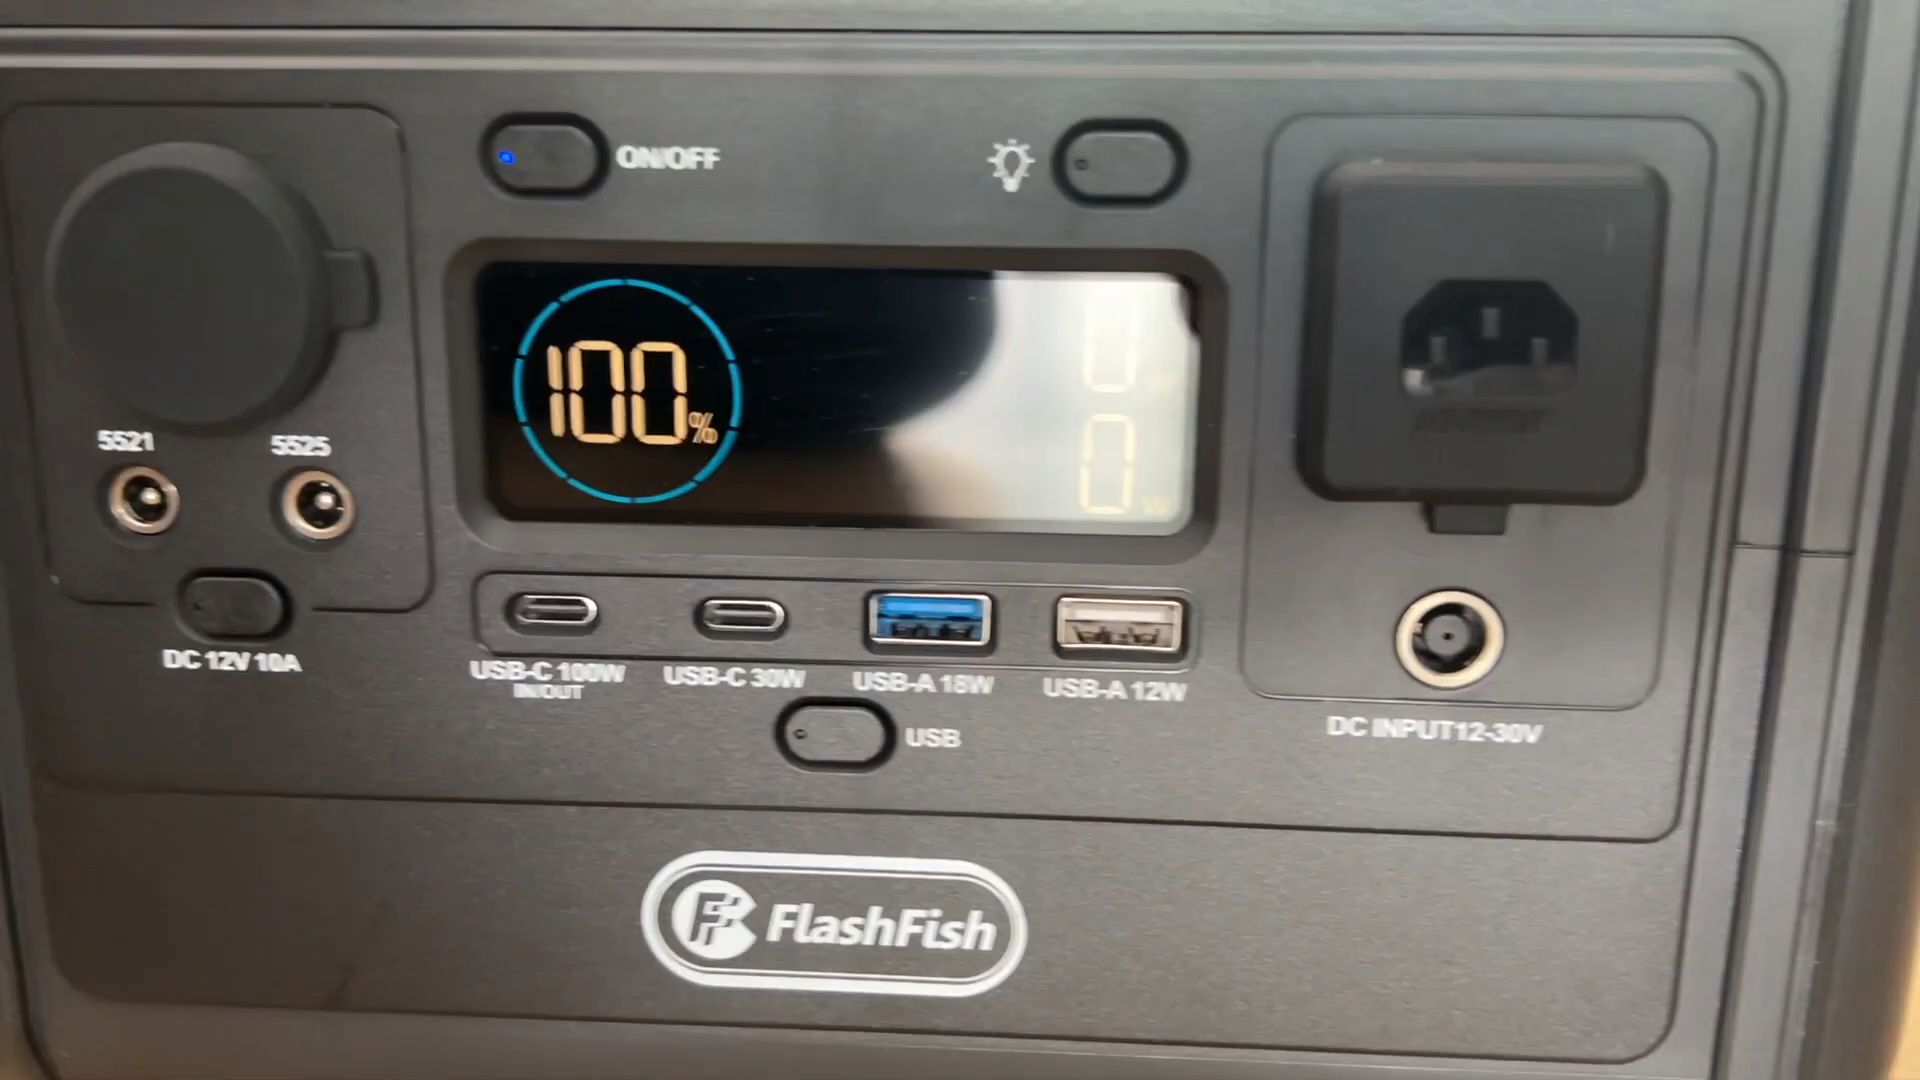 ON/OFF
100%
0
0 W
5521
5525
DC 12V 10A
USB-C 100W
IN/OUT
USB-C 30W
USB-A 18W
USB-A 12W
USB
DC INPUT12-30V
FlashFish